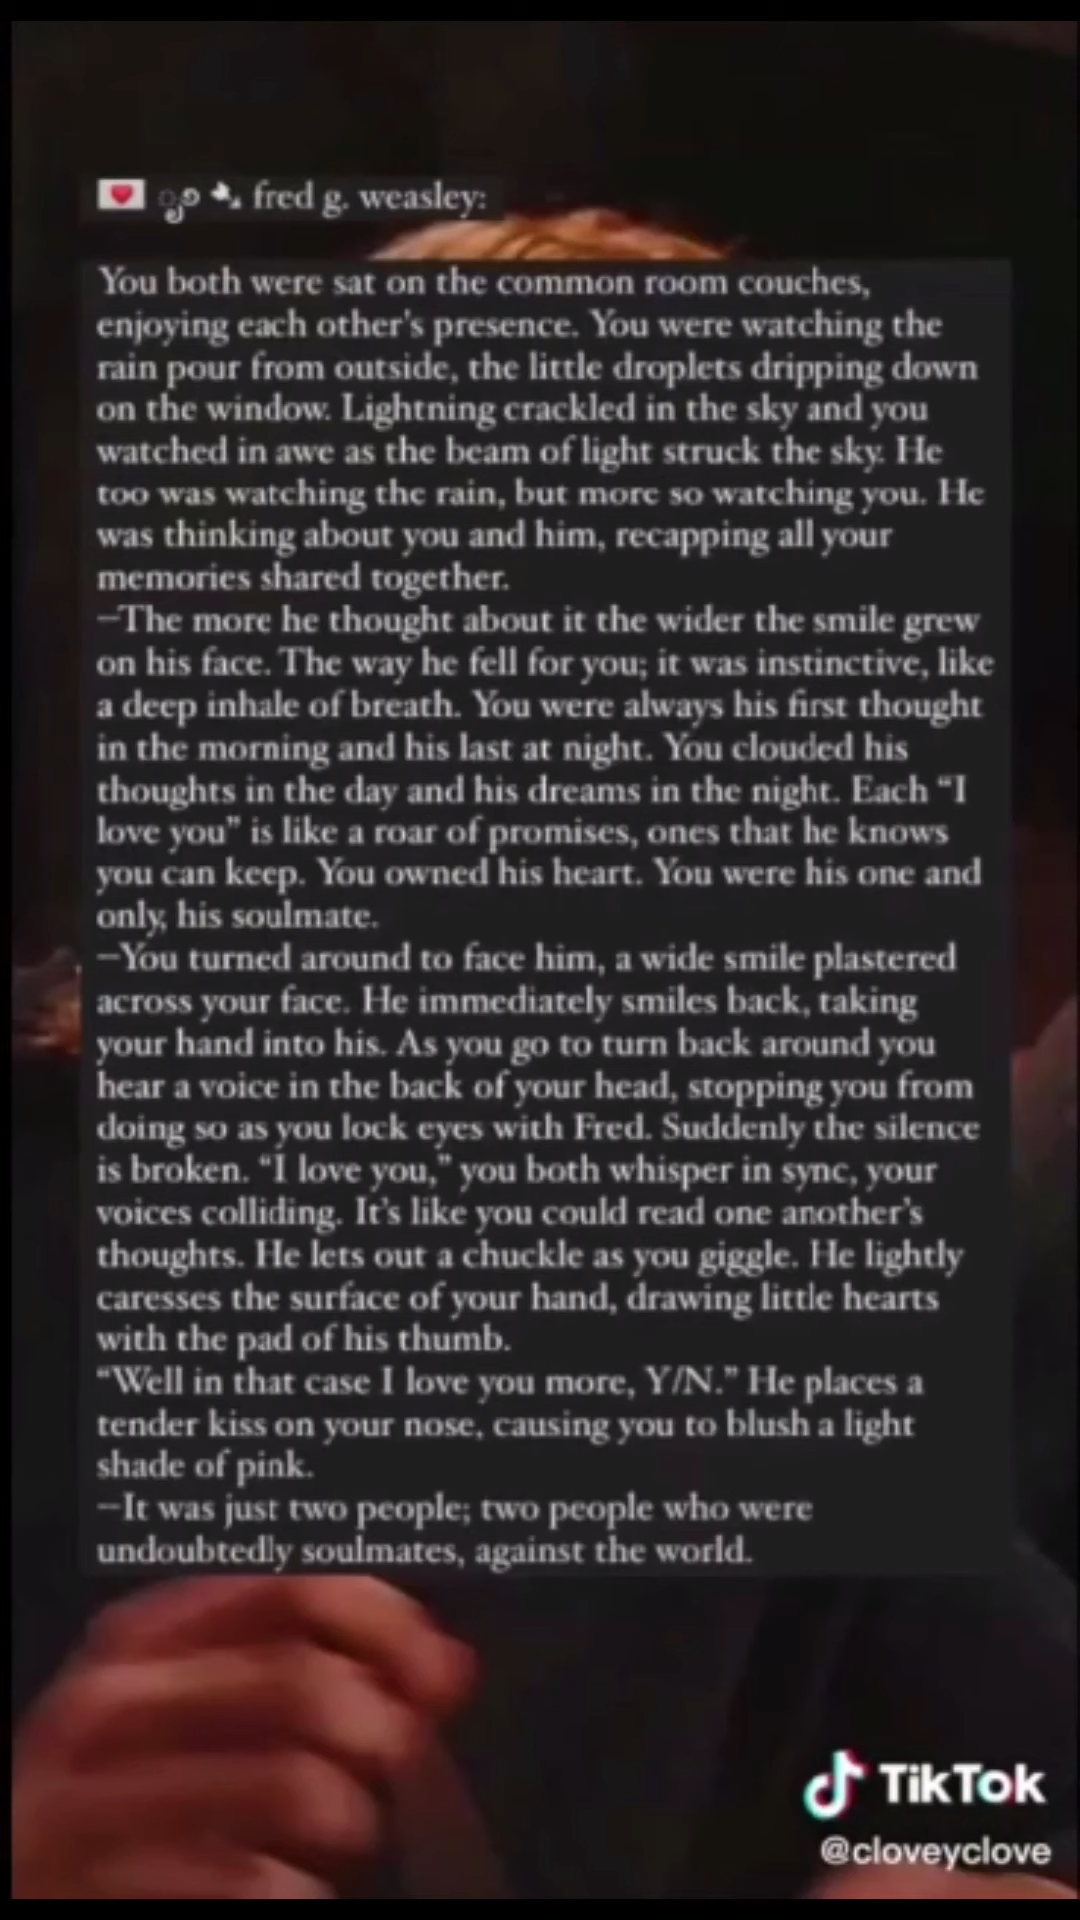 💌 ೃ࿔ ➴ fred g. weasley:
You both were sat on the common room couches,
enjoying each other's presence. You were watching the
rain pour from outside, the little droplets dripping down
on the window. Lightning crackled in the sky and you
watched in awe as the beam of light struck the sky. He
too was watching the rain, but more so watching you. He
was thinking about you and him, recapping all your
memories shared together.
—The more he thought about it the wider the smile grew
on his face. The way he fell for you; it was instinctive, like
a deep inhale of breath. You were always his first thought
in the morning and his last at night. You clouded his
thoughts in the day and his dreams in the night. Each “I
love you” is like a roar of promises, ones that he knows
you can keep. You owned his heart. You were his one and
only, his soulmate.
—You turned around to face him, a wide smile plastered
across your face. He immediately smiles back, taking
your hand into his. As you go to turn back around you
hear a voice in the back of your head, stopping you from
doing so as you lock eyes with Fred. Suddenly the silence
is broken. “I love you,” you both whisper in sync, your
voices colliding. It’s like you could read one another’s
thoughts. He lets out a chuckle as you giggle. He lightly
caresses the surface of your hand, drawing little hearts
with the pad of his thumb.
“Well in that case I love you more, Y/N.” He places a
tender kiss on your nose, causing you to blush a light
shade of pink.
—It was just two people; two people who were
undoubtedly soulmates, against the world.
TikTok
@cloveyclove